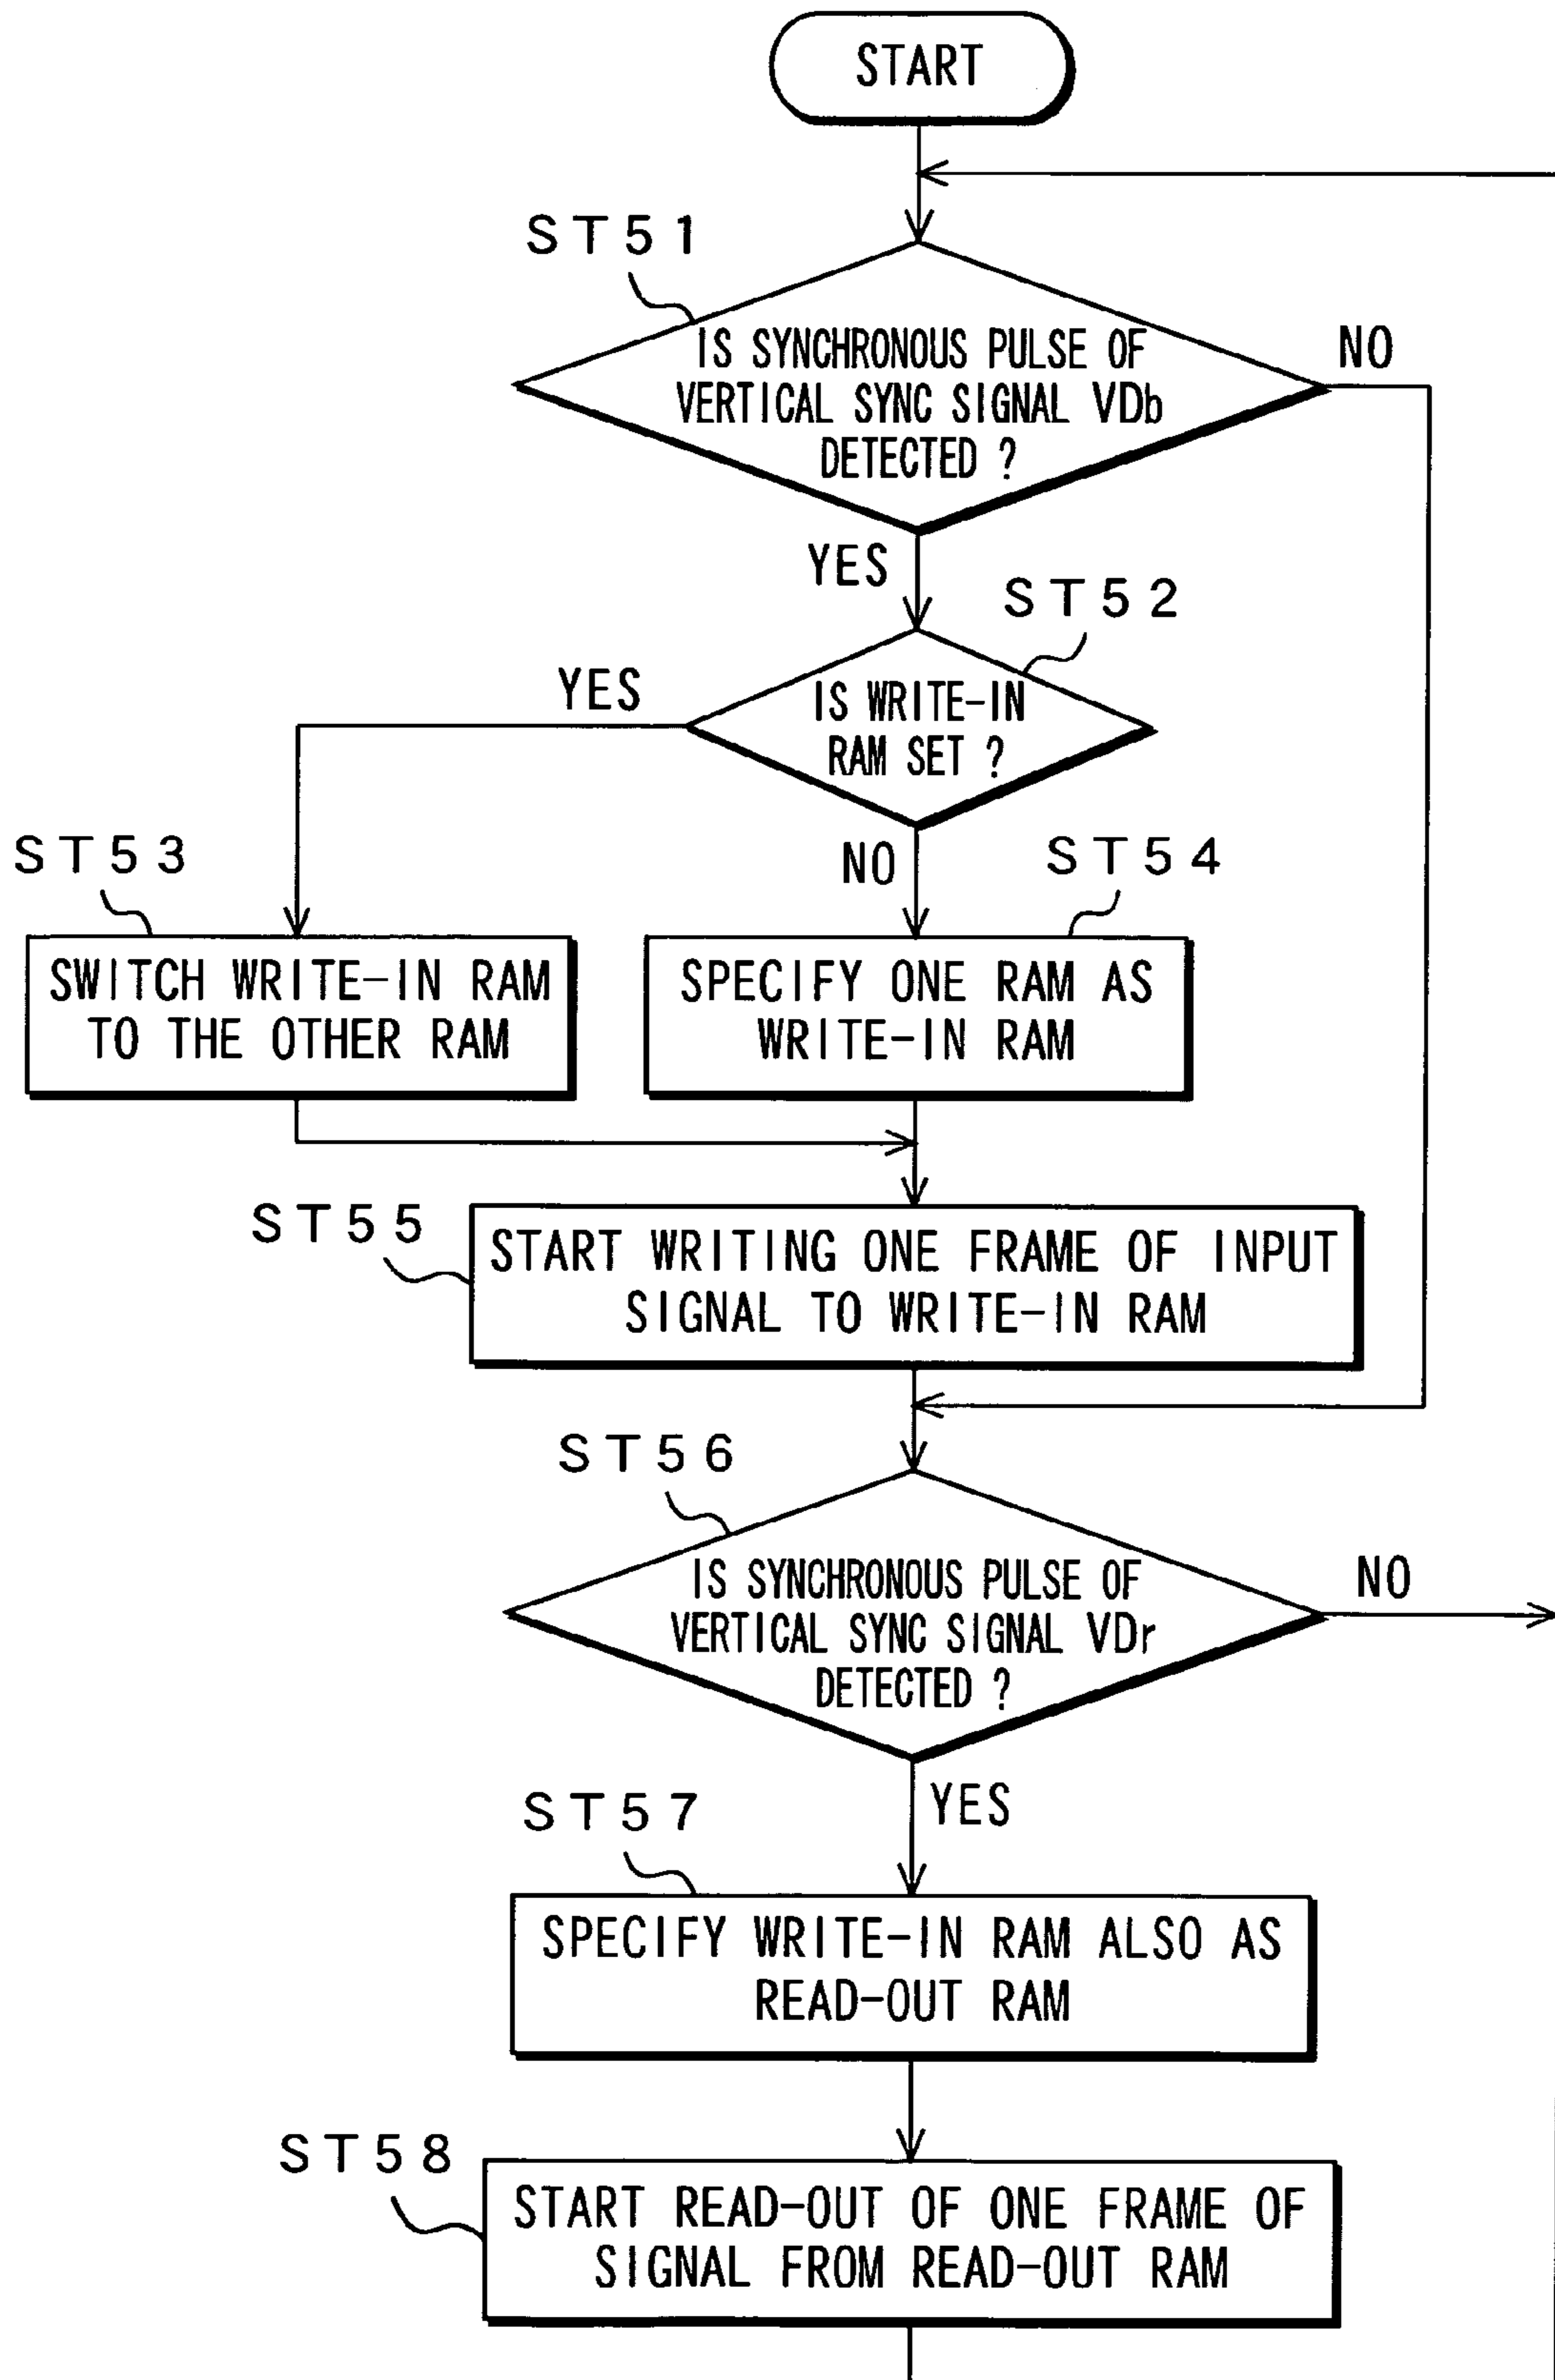 START
ST51
IS SYNCHRONOUS PULSE OF
VERTICAL SYNC SIGNAL VDb
DETECTED ?
NO
YES
ST52
IS WRITE-IN
RAM SET ?
YES
NO
ST53
SWITCH WRITE-IN RAM
TO THE OTHER RAM
ST54
SPECIFY ONE RAM AS
WRITE-IN RAM
ST55
START WRITING ONE FRAME OF INPUT
SIGNAL TO WRITE-IN RAM
ST56
IS SYNCHRONOUS PULSE OF
VERTICAL SYNC SIGNAL VDr
DETECTED ?
NO
YES
ST57
SPECIFY WRITE-IN RAM ALSO AS
READ-OUT RAM
ST58
START READ-OUT OF ONE FRAME OF
SIGNAL FROM READ-OUT RAM